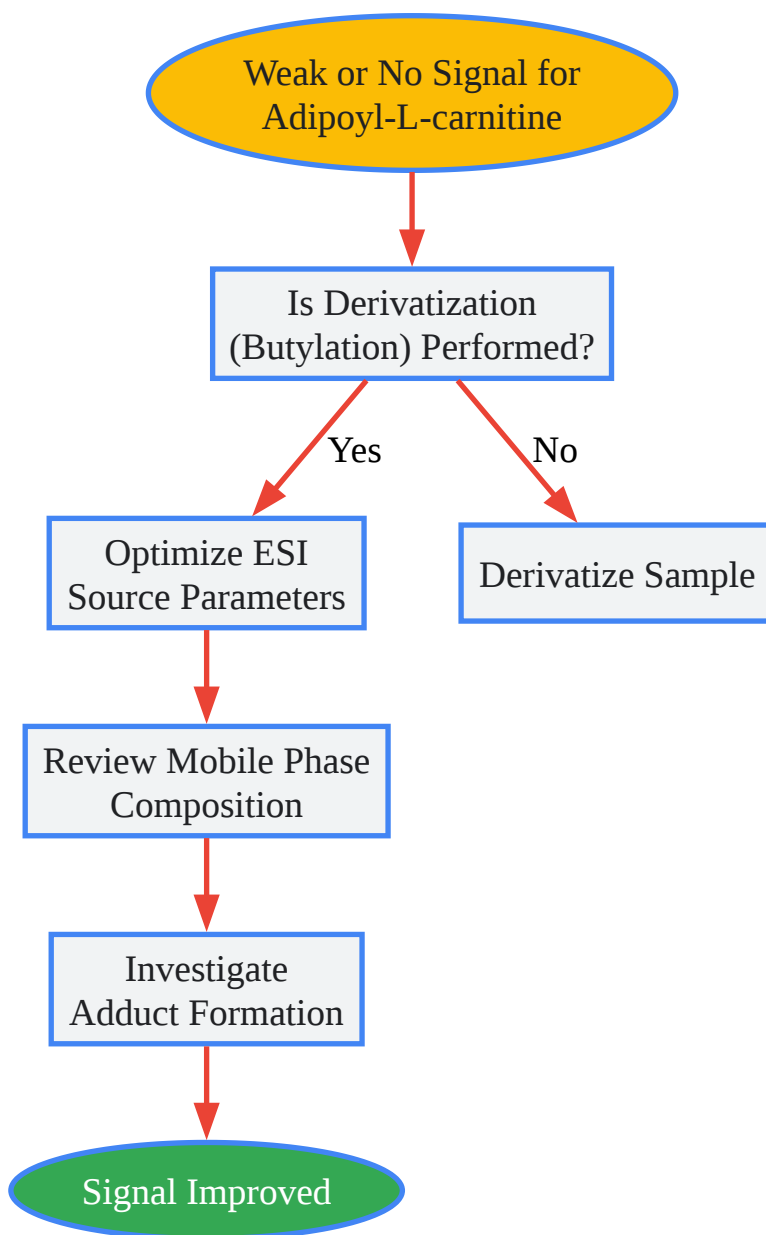 Weak or No Signal for
Adipoyl-L-carnitine
Is Derivatization
(Butylation) Performed?
Yes
No
Optimize ESI
Source Parameters
Derivatize Sample
Review Mobile Phase
Composition
Investigate
Adduct Formation
Signal Improved